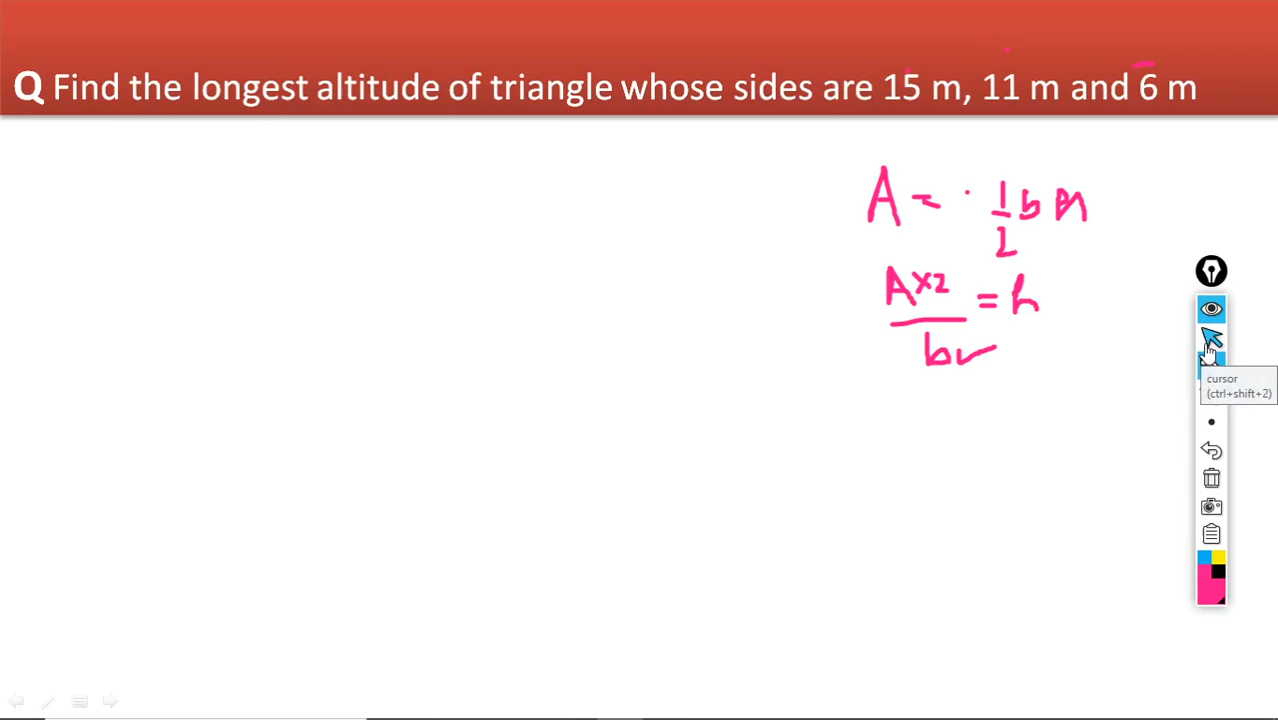 Q Find the longest altitude of triangle whose sides are 15 m, 11 m and 6 m
A = 1/2 b h
A×2/b = h
cursor
(ctrl+shift+2)